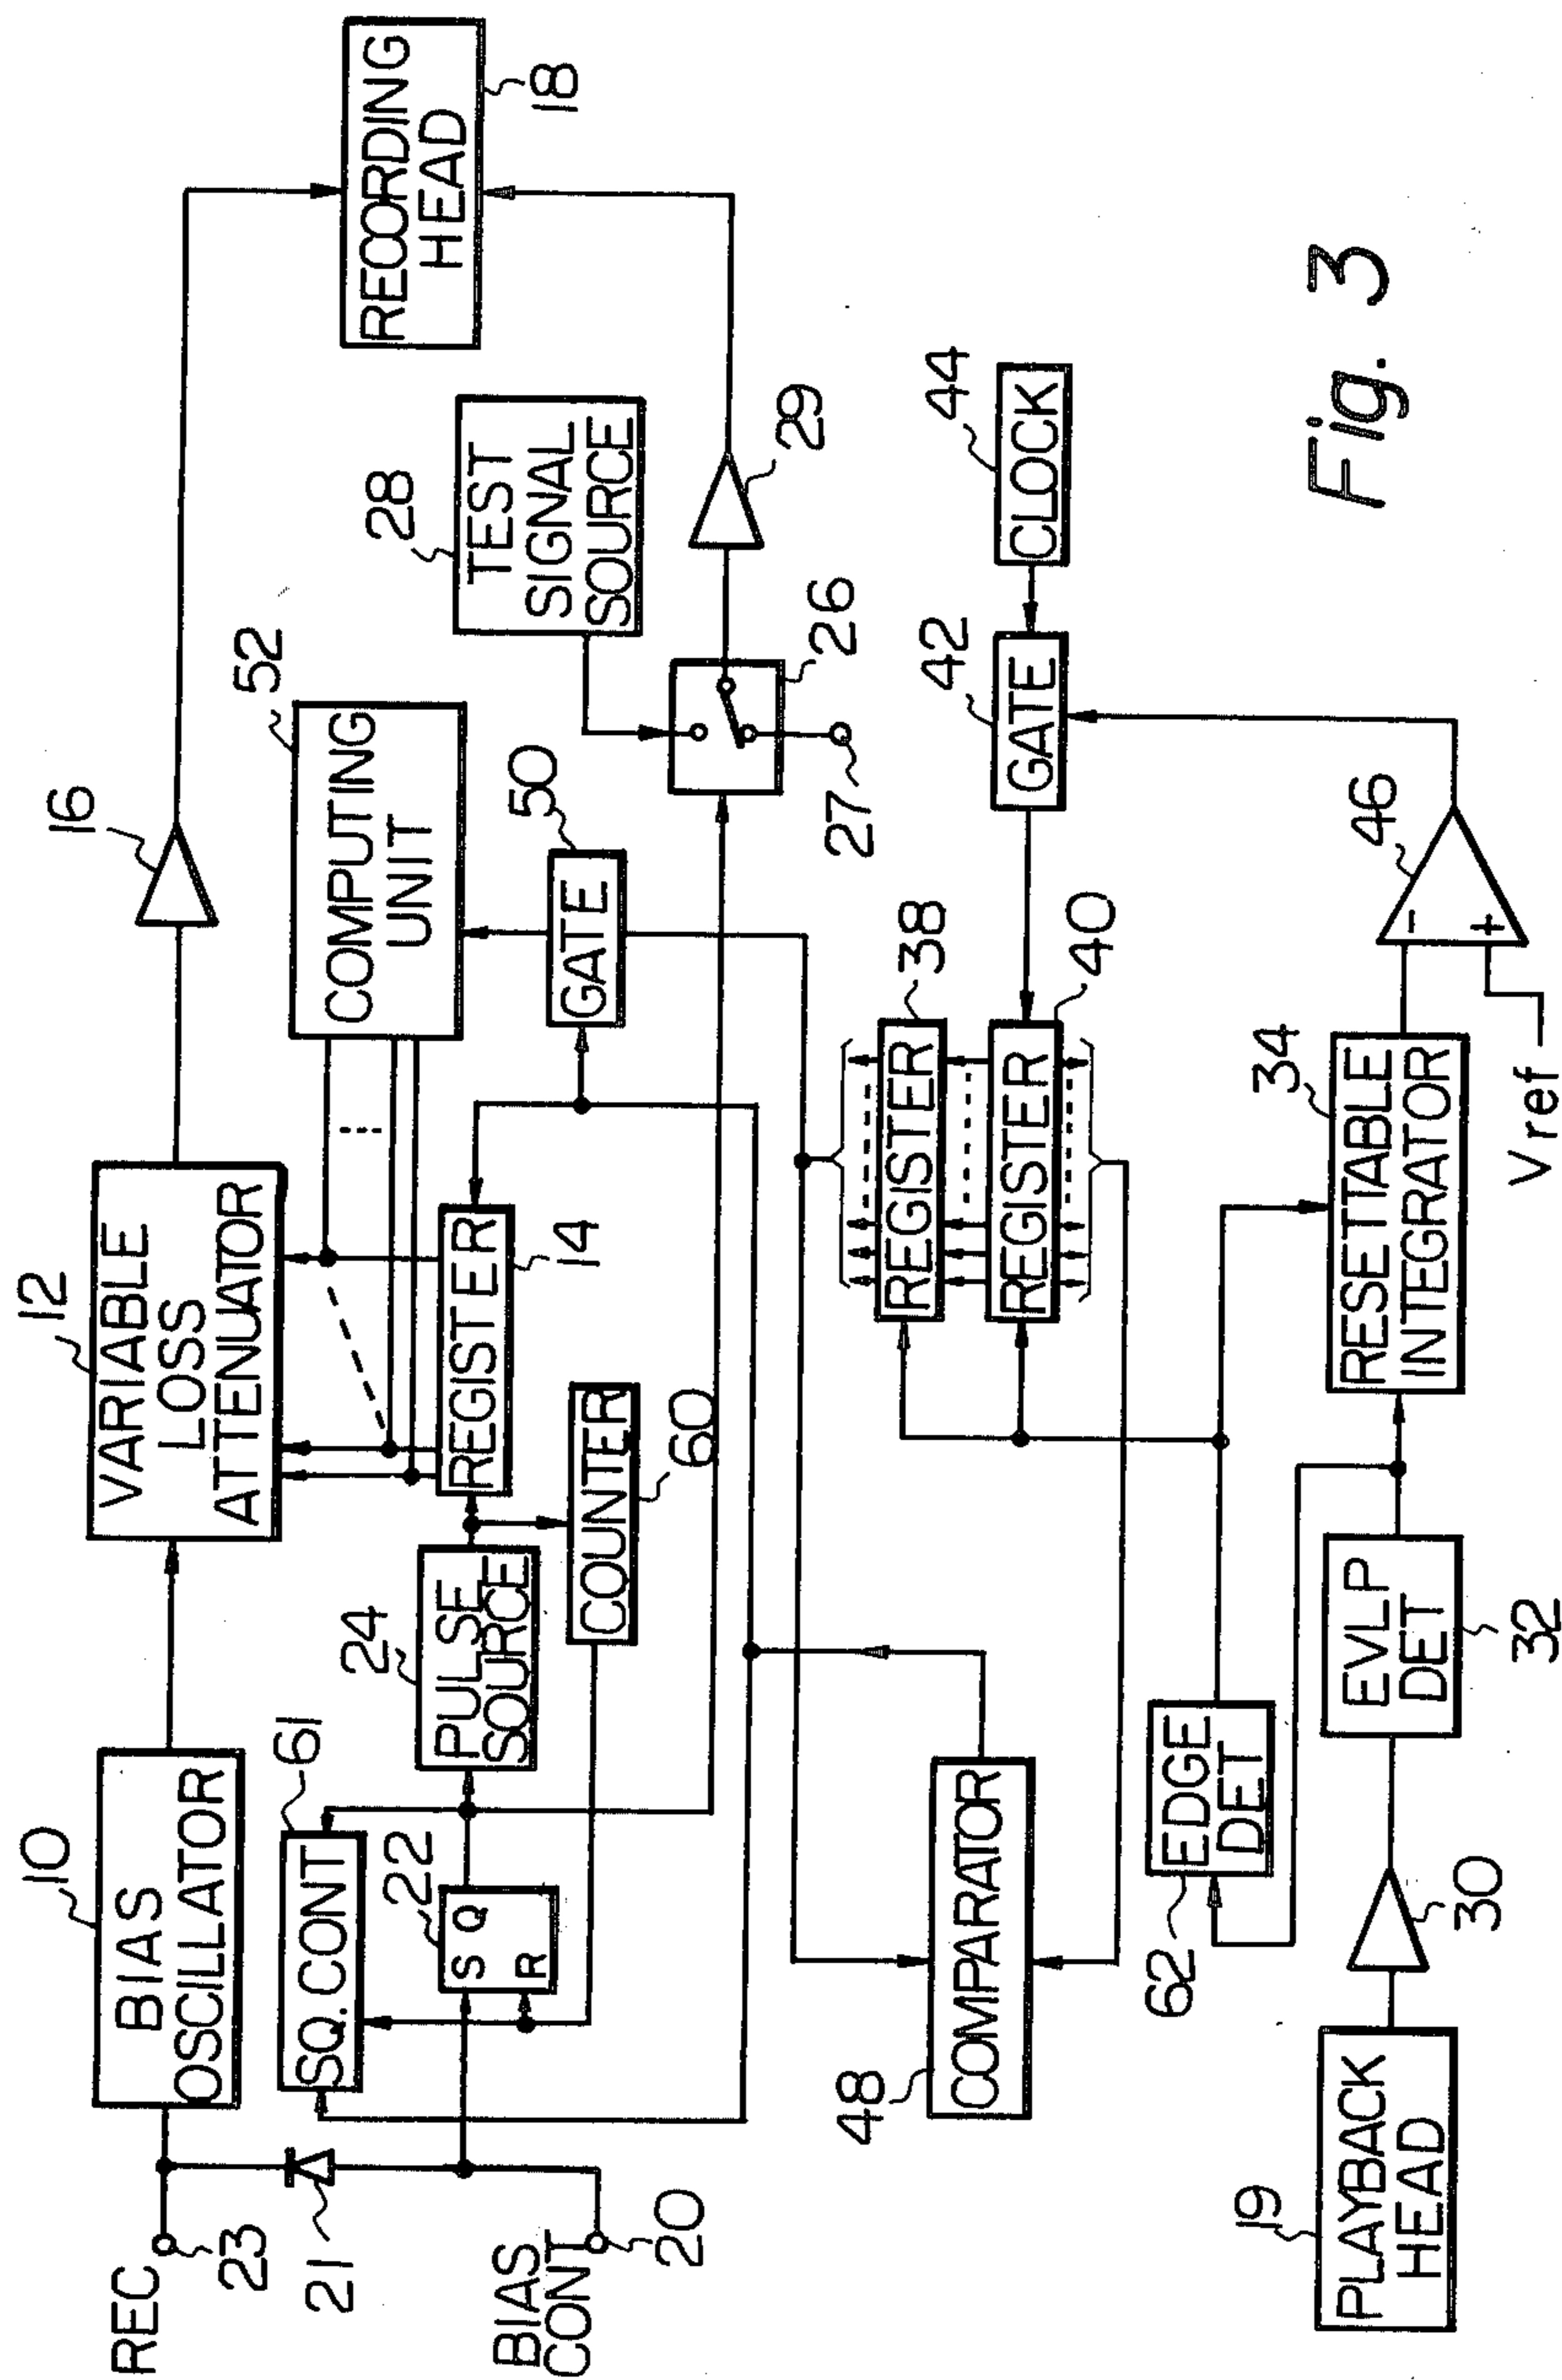 REC
23
21
BIAS
CONT
20
10
BIAS
OSCILLATOR
12
VARIABLE
LOSS
ATTENUATOR
16
RECORDING
HEAD
18
61
SQ. CONT
22
S Q
R
24
PULSE
SOURCE
REGISTER
14
COUNTER
60
52
COMPUTING
UNIT
50
GATE
28
TEST
SIGNAL
SOURCE
26
27
29
48
COMPARATOR
REGISTER
38
REGISTER
40
42
GATE
44
CLOCK
62
EDGE
DET
19
PLAYBACK
HEAD
30
EVLP
DET
32
34
RESETTABLE
INTEGRATOR
46
-
+
Vref
Fig. 3